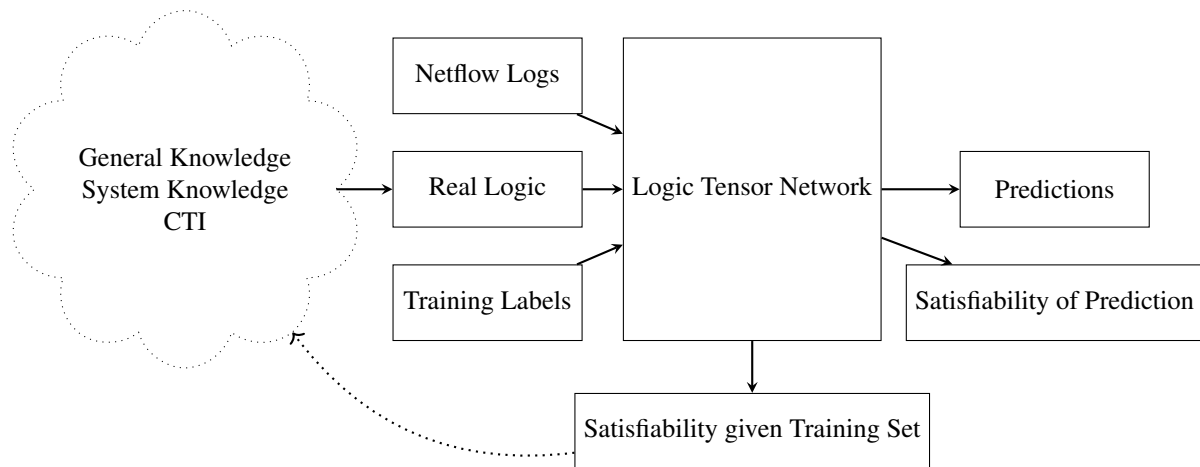 General Knowledge
System Knowledge
CTI
Netflow Logs
Real Logic
Training Labels
Logic Tensor Network
Predictions
Satisfiability of Prediction
Satisfiability given Training Set